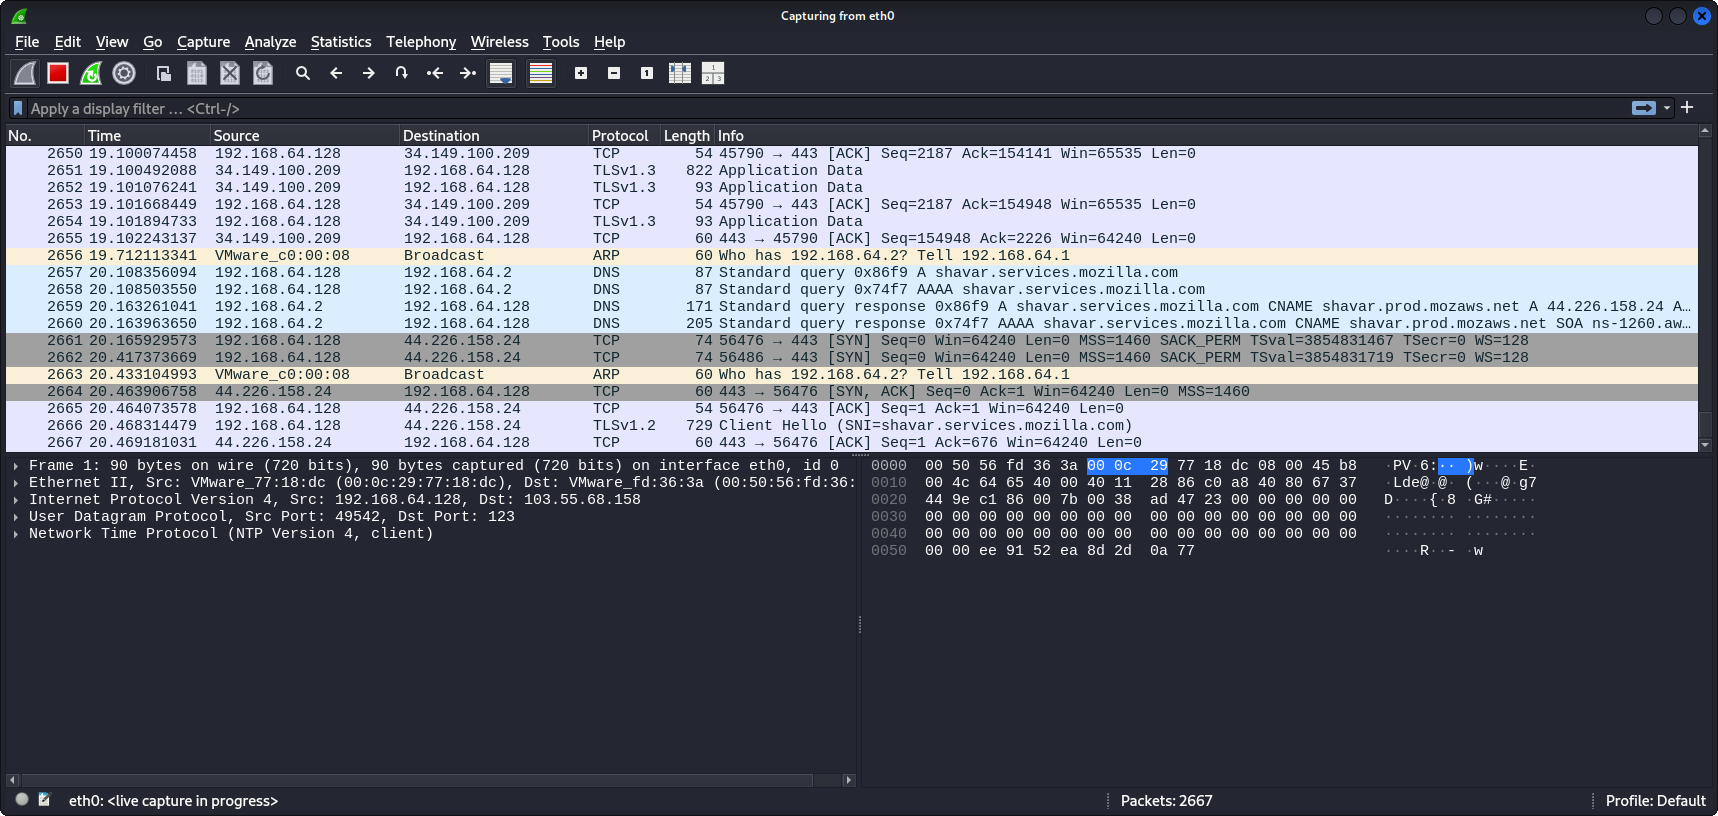 Capturing from eth0
File Edit View Go Capture Analyze Statistics Telephony Wireless Tools Help
Apply a display filter … <Ctrl-/>
No. Time Source Destination Protocol Length Info
2650 19.100074458 192.168.64.128 34.149.100.209 TCP 54 45790 → 443 [ACK] Seq=2187 Ack=154141 Win=65535 Len=0
2651 19.100492088 34.149.100.209 192.168.64.128 TLSv1.3 822 Application Data
2652 19.101076241 34.149.100.209 192.168.64.128 TLSv1.3 93 Application Data
2653 19.101668449 192.168.64.128 34.149.100.209 TCP 54 45790 → 443 [ACK] Seq=2187 Ack=154948 Win=65535 Len=0
2654 19.101894733 192.168.64.128 34.149.100.209 TLSv1.3 93 Application Data
2655 19.102243137 34.149.100.209 192.168.64.128 TCP 60 443 → 45790 [ACK] Seq=154948 Ack=2226 Win=64240 Len=0
2656 19.712113341 VMware_c0:00:08 Broadcast ARP 60 Who has 192.168.64.2? Tell 192.168.64.1
2657 20.108356094 192.168.64.128 192.168.64.2 DNS 87 Standard query 0x86f9 A shavar.services.mozilla.com
2658 20.108503550 192.168.64.128 192.168.64.2 DNS 87 Standard query 0x74f7 AAAA shavar.services.mozilla.com
2659 20.163261041 192.168.64.2 192.168.64.128 DNS 171 Standard query response 0x86f9 A shavar.services.mozilla.com CNAME shavar.prod.mozaws.net A 44.226.158.24 A…
2660 20.163963650 192.168.64.2 192.168.64.128 DNS 205 Standard query response 0x74f7 AAAA shavar.services.mozilla.com CNAME shavar.prod.mozaws.net SOA ns-1260.aw…
2661 20.165929573 192.168.64.128 44.226.158.24 TCP 74 56476 → 443 [SYN] Seq=0 Win=64240 Len=0 MSS=1460 SACK_PERM TSval=3854831467 TSecr=0 WS=128
2662 20.417373669 192.168.64.128 44.226.158.24 TCP 74 56486 → 443 [SYN] Seq=0 Win=64240 Len=0 MSS=1460 SACK_PERM TSval=3854831719 TSecr=0 WS=128
2663 20.433104993 VMware_c0:00:08 Broadcast ARP 60 Who has 192.168.64.2? Tell 192.168.64.1
2664 20.463906758 44.226.158.24 192.168.64.128 TCP 60 443 → 56476 [SYN, ACK] Seq=0 Ack=1 Win=64240 Len=0 MSS=1460
2665 20.464073578 192.168.64.128 44.226.158.24 TCP 54 56476 → 443 [ACK] Seq=1 Ack=1 Win=64240 Len=0
2666 20.468314479 192.168.64.128 44.226.158.24 TLSv1.2 729 Client Hello (SNI=shavar.services.mozilla.com)
2667 20.469181031 44.226.158.24 192.168.64.128 TCP 60 443 → 56476 [ACK] Seq=1 Ack=676 Win=64240 Len=0
Frame 1: 90 bytes on wire (720 bits), 90 bytes captured (720 bits) on interface eth0, id 0
Ethernet II, Src: VMware_77:18:dc (00:0c:29:77:18:dc), Dst: VMware_fd:36:3a (00:50:56:fd:36:
Internet Protocol Version 4, Src: 192.168.64.128, Dst: 103.55.68.158
User Datagram Protocol, Src Port: 49542, Dst Port: 123
Network Time Protocol (NTP Version 4, client)
0000 00 50 56 fd 36 3a 00 0c 29 77 18 dc 08 00 45 b8 ·PV·6:·· )w····E·
0010 00 4c 64 65 40 00 40 11 28 86 c0 a8 40 80 67 37 ·Lde@·@· (···@·g7
0020 44 9e c1 86 00 7b 00 38 ad 47 23 00 00 00 00 00 D····{·8 ·G#·····
0030 00 00 00 00 00 00 00 00 00 00 00 00 00 00 00 00 ········ ········
0040 00 00 00 00 00 00 00 00 00 00 00 00 00 00 00 00 ········ ········
0050 00 00 ee 91 52 ea 8d 2d 0a 77 ····R··- ·w
eth0: <live capture in progress> Packets: 2667 Profile: Default